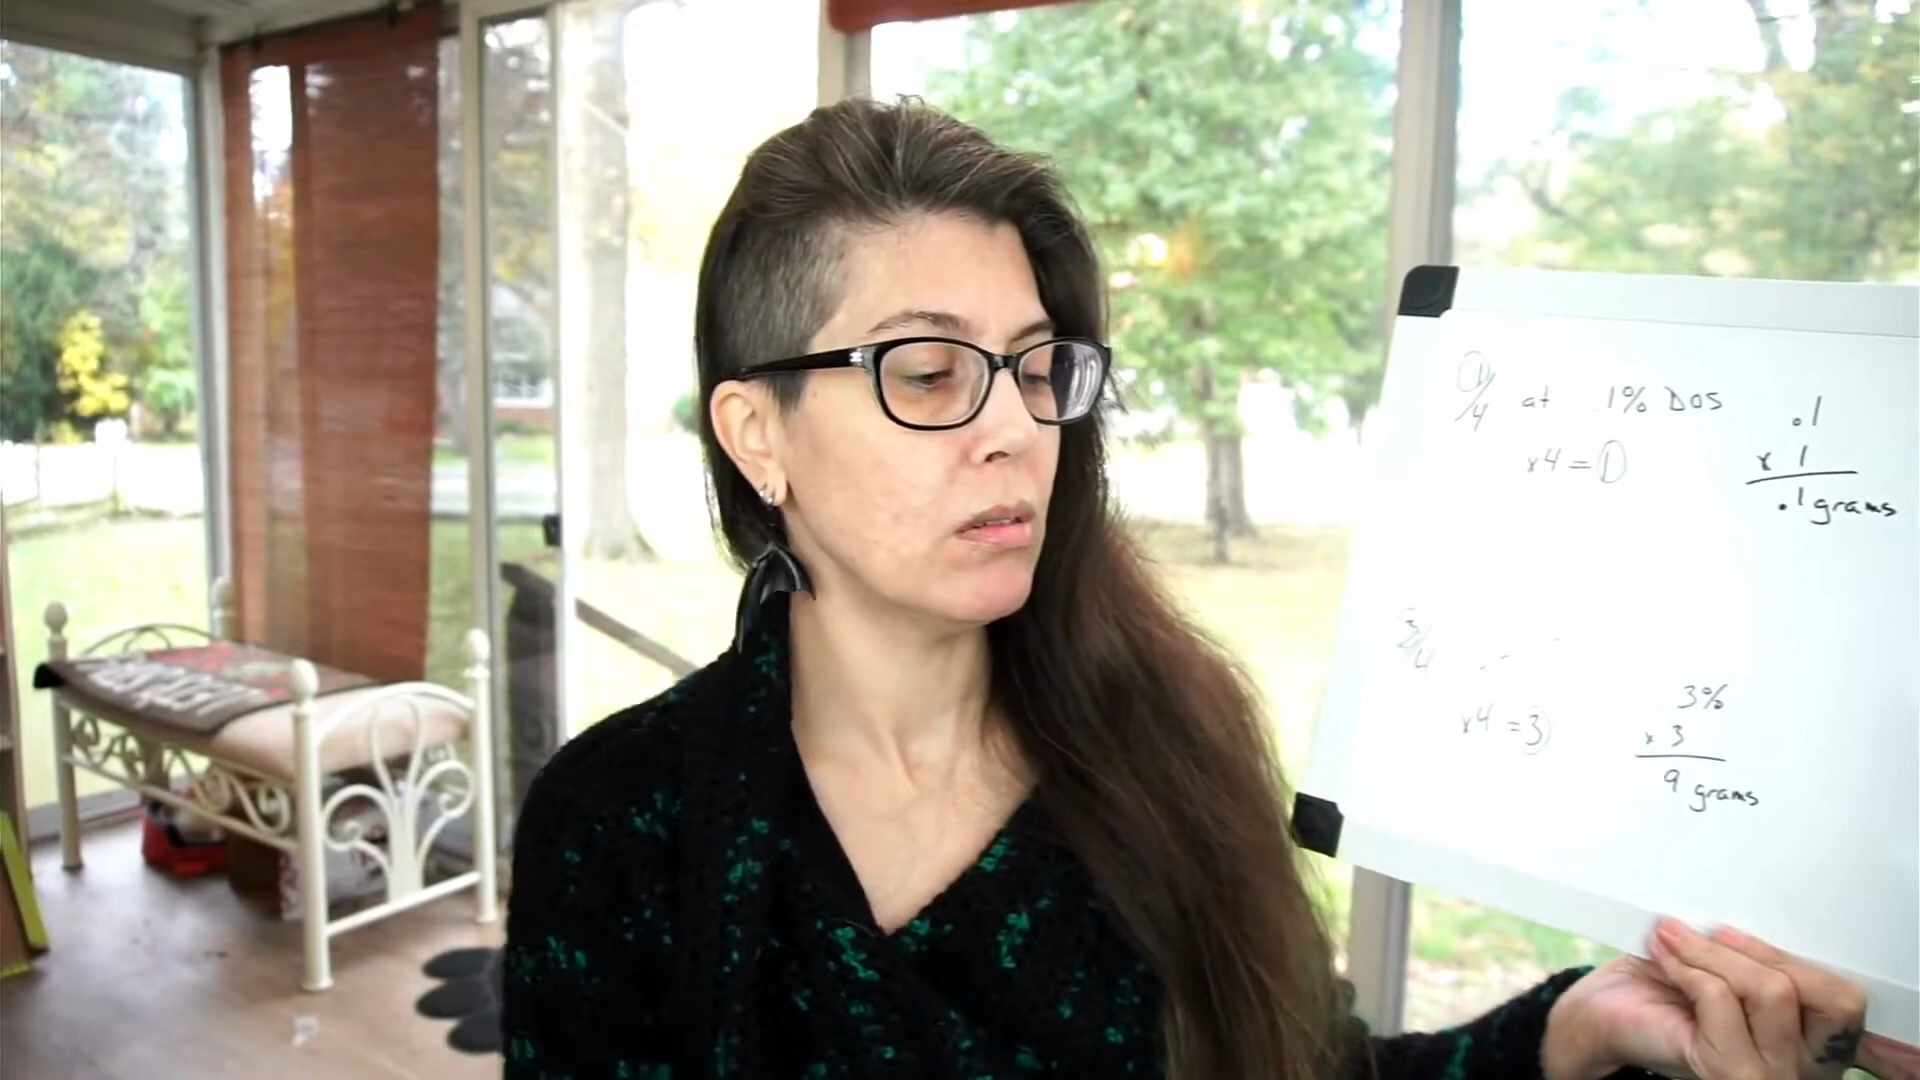 1/4 at 1% DOS
x4 = 1
.1
x 1
.1 grams
3/4
x4 = 3
3%
x 3
9 grams